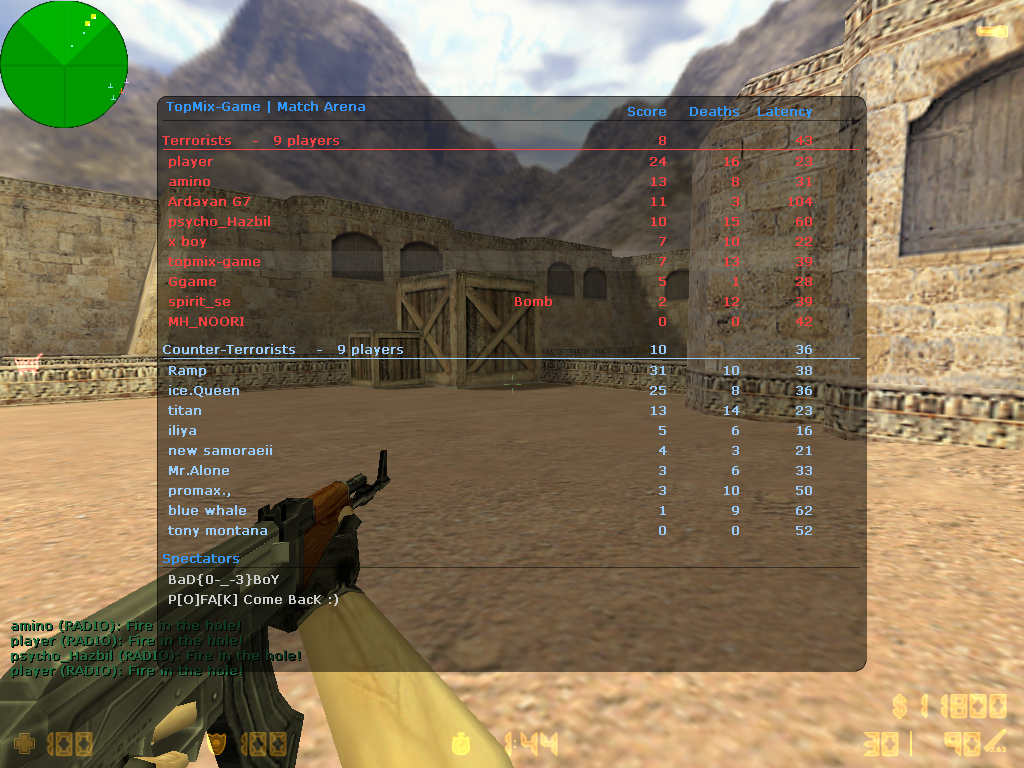 TopMix-Game | Match Arena Score Deaths Latency
Terrorists - 9 players 8 43
player 24 16 23
amino 13 8 31
Ardavan G7 11 3 104
psycho_Hazbil 10 15 60
x boy 7 10 22
topmix-game 7 13 39
Ggame 5 1 28
spirit_se Bomb 2 12 39
MH_NOORI 0 0 42
Counter-Terrorists - 9 players 10 36
Ramp 31 10 38
ice.Queen 25 8 36
titan 13 14 23
iliya 5 6 16
new samoraeii 4 3 21
Mr.Alone 3 6 33
promax., 3 10 50
blue whale 1 9 62
tony montana 0 0 52
Spectators
BaD{0-_-3}BoY
P[O]FA[K] Come BacK :)
amino (RADIO): Fire in the hole!
player (RADIO): Fire in the hole!
psycho_Hazbil (RADIO): Fire in the hole!
player (RADIO): Fire in the hole!
$ 11800
100 100 1:44 30 | 90